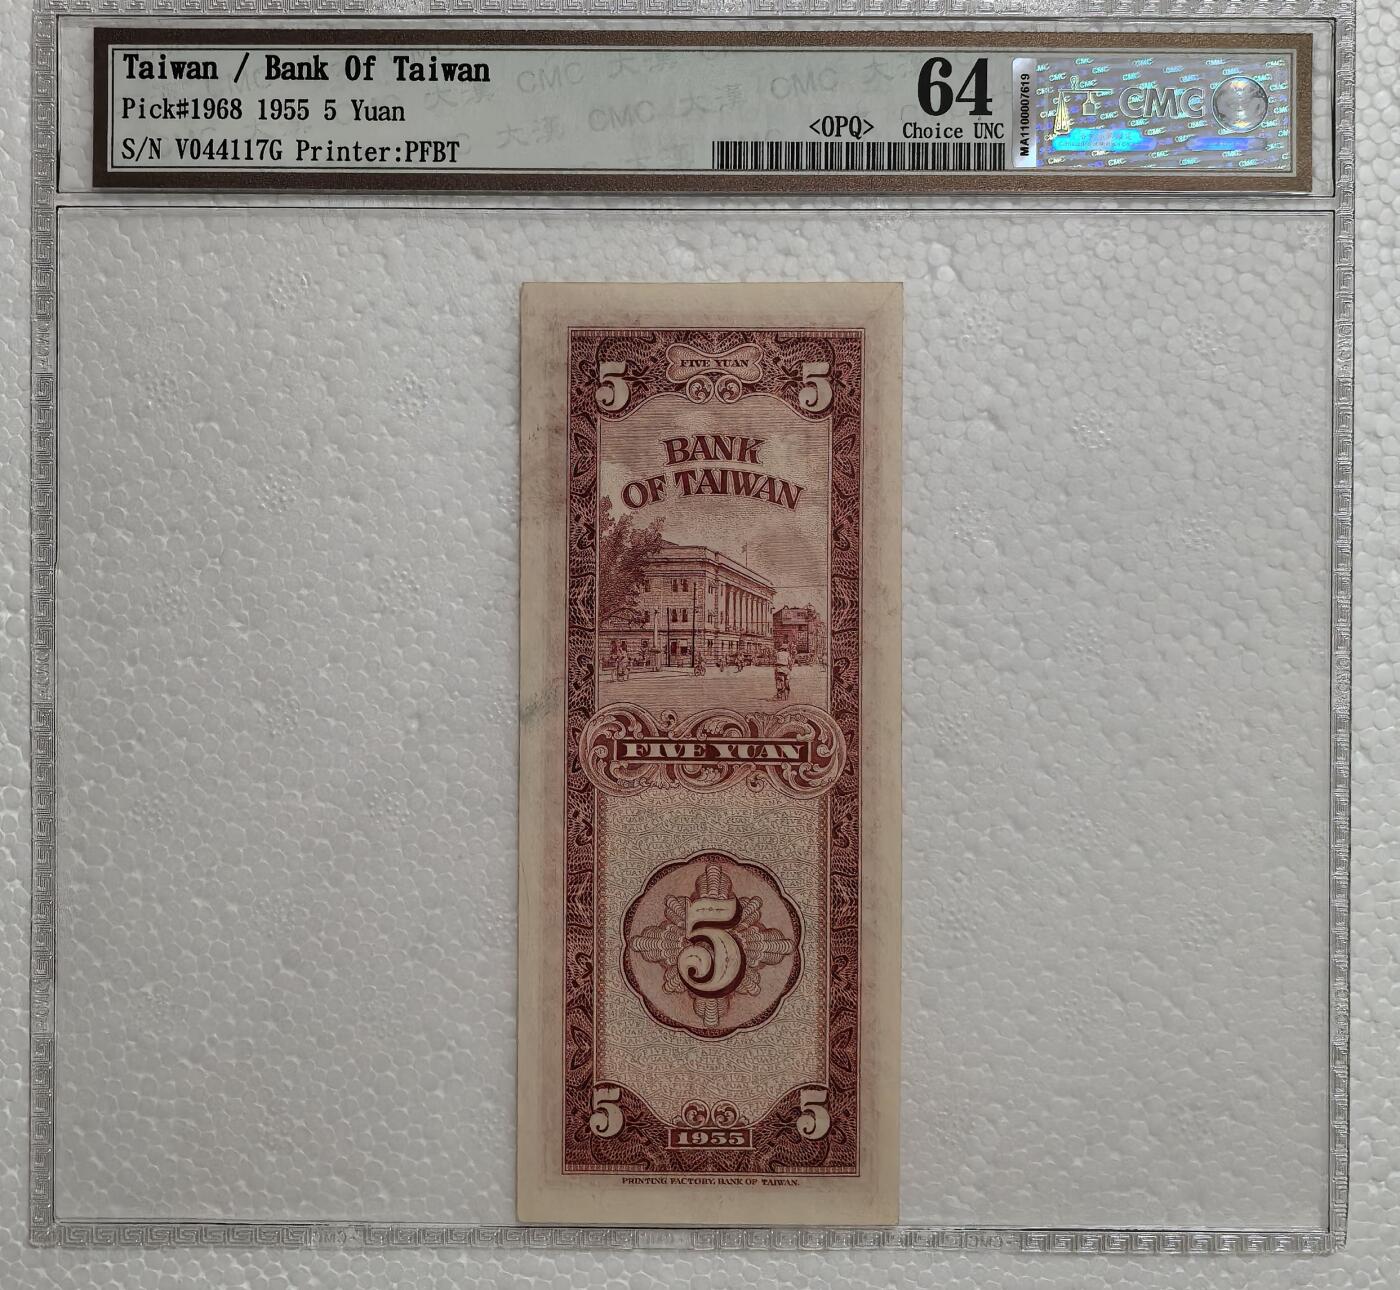 Taiwan / Bank Of Taiwan
Pick#1968 1955 5 Yuan
S/N V044117G Printer:PFBT
<OPQ>
64
Choice UNC
MA1100007619
CMC
FIVE YUAN
5 5
BANK
OF TAIWAN
FIVE YUAN
5
5 5
1955
PRINTING FACTORY, BANK OF TAIWAN.